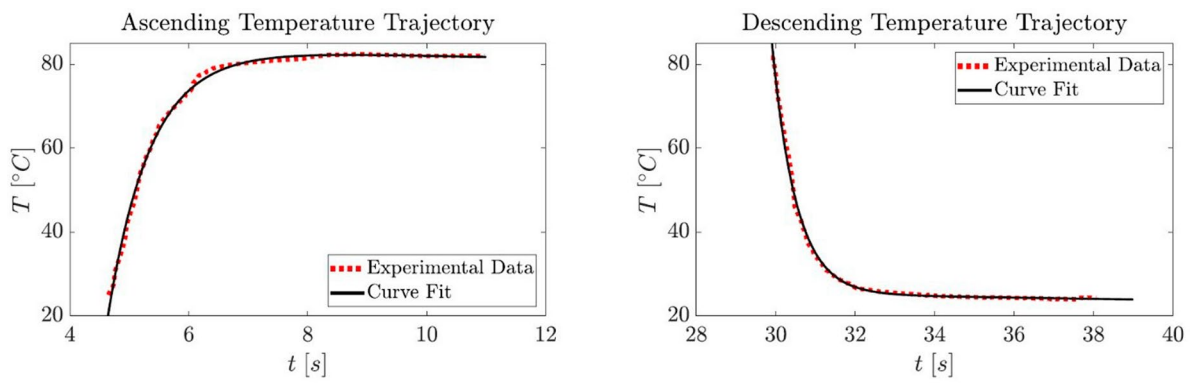 Ascending Temperature Trajectory
80
60
40
20
T [°C]
Experimental Data
Curve Fit
4 6 8 10 12
t [s]
Descending Temperature Trajectory
80
60
40
20
T [°C]
Experimental Data
Curve Fit
28 30 32 34 36 38 40
t [s]